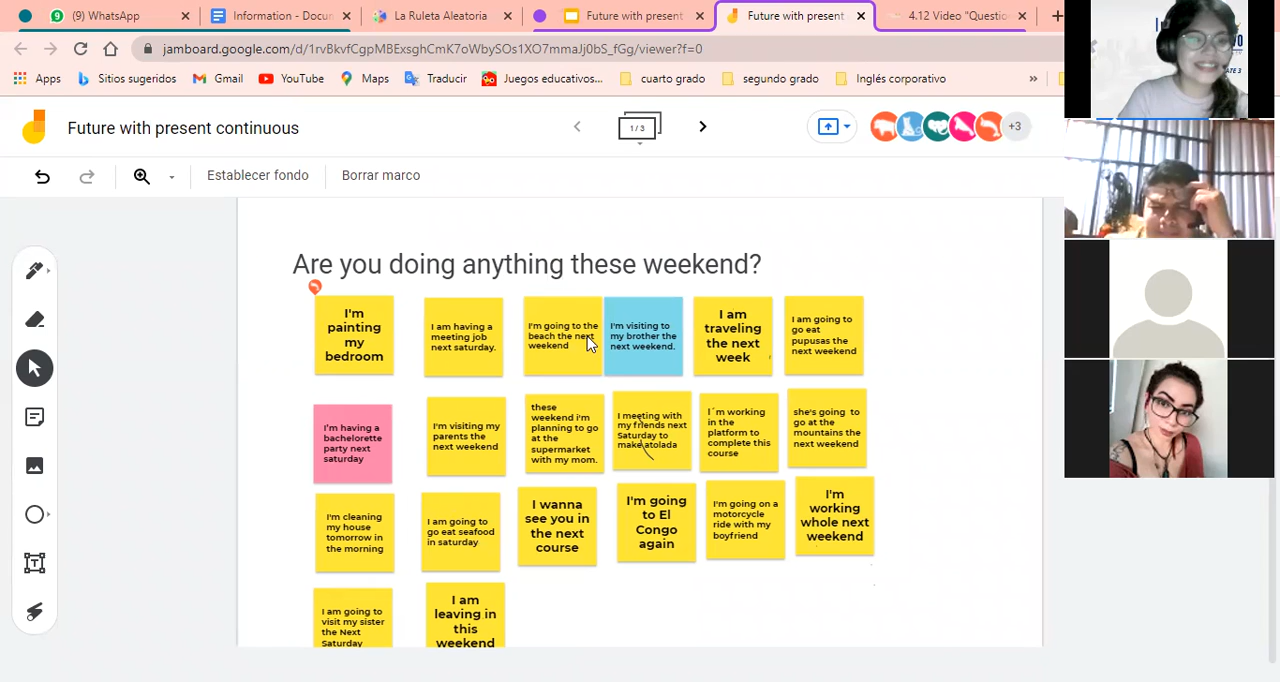 WhatsApp
Information - Docum
La Ruleta Aleatoria
Future with present
Future with present
4.12 Video "Question
jamboard.google.com/d/1rvBkvfCgpMBExsghCmK7oWbySOs1XO7mmaJj0bS_fGg/viewer?f=0
Apps
Sitios sugeridos
Gmail
YouTube
Maps
Traducir
Juegos educativos...
cuarto grado
segundo grado
Inglés corporativo
Future with present continuous
1 / 3
+3
Establecer fondo
Borrar marco
Are you doing anything these weekend?
I'm
painting
my
bedroom
I am having a
meeting job
next saturday.
I'm going to the
beach the next
weekend
I'm visiting to
my brother the
next weekend.
I am
traveling
the next
week
I am going to
go eat
pupusas the
next weekend
I'm having a
bachelorette
party next
saturday
I'm visiting my
parents the
next weekend
these
weekend i'm
planning to go
at the
supermarket
with my mom.
I meeting with
my friends next
Saturday to
make atolada
I´m working
in the
platform to
complete this
course
she's going to
go at the
mountains the
next weekend
I'm cleaning
my house
tomorrow in
the morning
I am going to
go eat seafood
in saturday
I wanna
see you in
the next
course
I'm going
to El
Congo
again
I'm going on a
motorcycle
ride with my
boyfriend
I'm
working
whole next
weekend
I am going to
visit my sister
the Next
Saturday
I am
leaving in
this
weekend